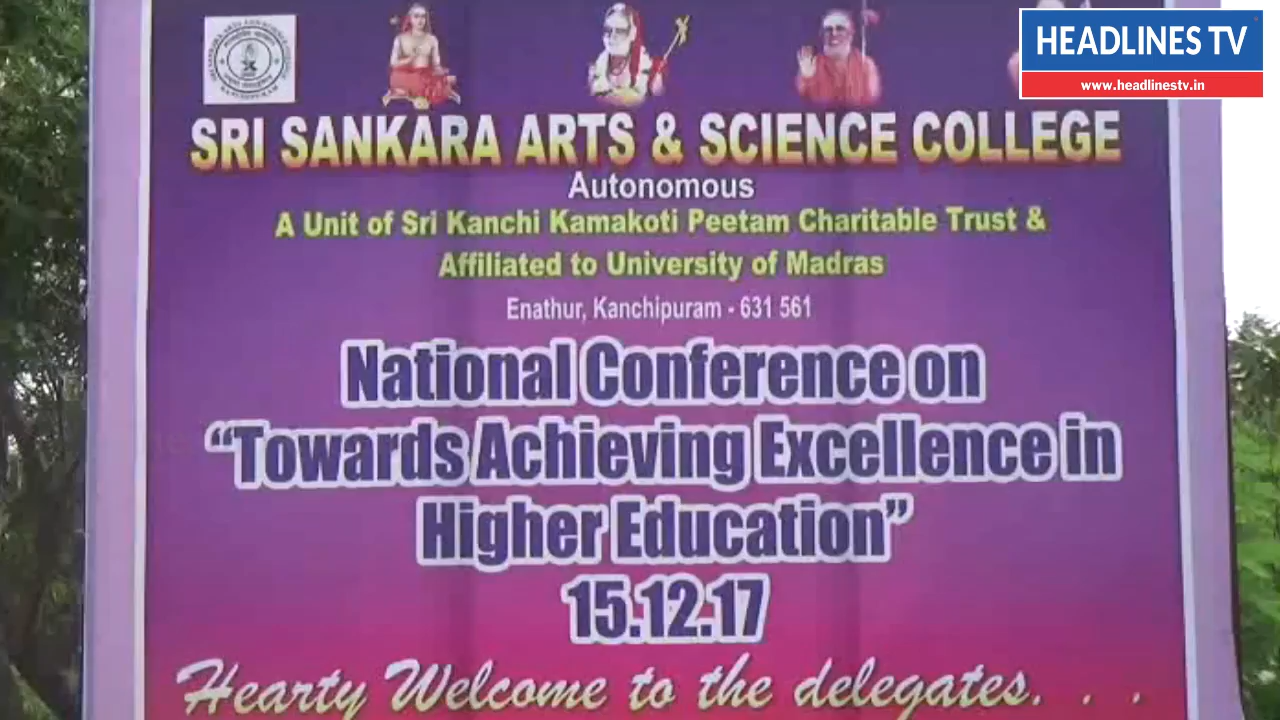 HEADLINES TV
www.headlinestv.in
SRI SANKARA ARTS & SCIENCE COLLEGE
Autonomous
A Unit of Sri Kanchi Kamakoti Peetam Charitable Trust &
Affiliated to University of Madras
Enathur, Kanchipuram - 631 561
National Conference on
“Towards Achieving Excellence in
Higher Education”
15.12.17
Hearty Welcome to the delegates. . .